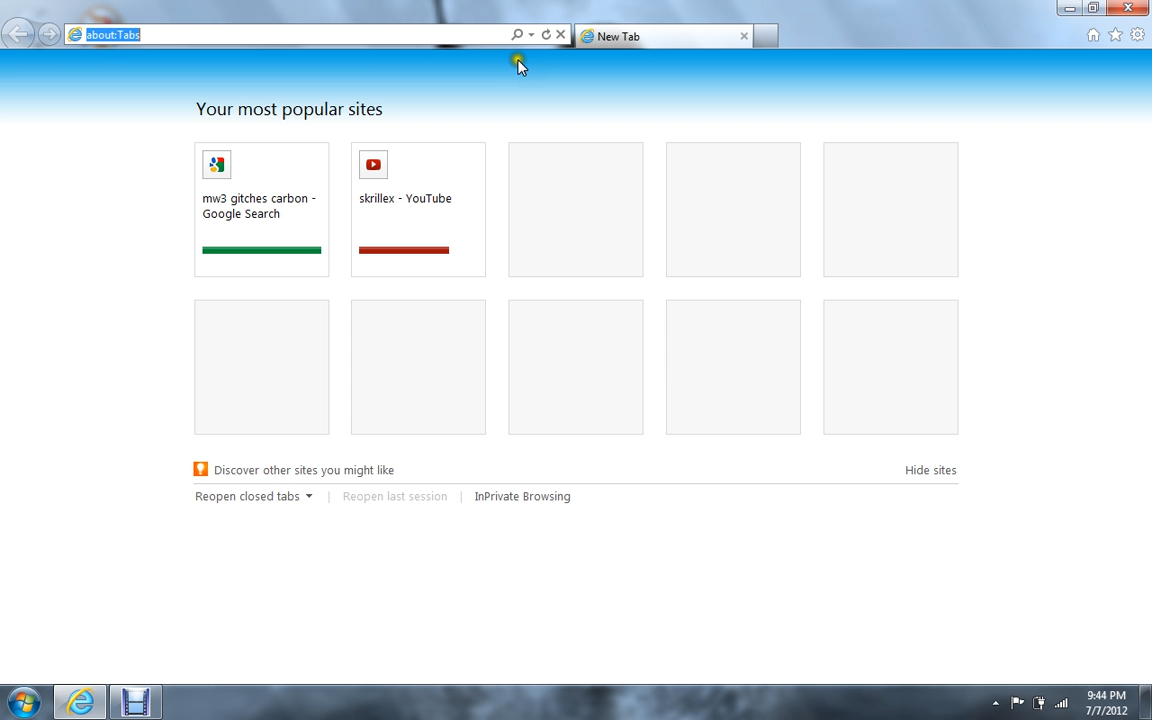 about:Tabs
New Tab
Your most popular sites
mw3 gitches carbon -
Google Search
skrillex - YouTube
Discover other sites you might like
Hide sites
Reopen closed tabs | Reopen last session | InPrivate Browsing
9:44 PM
7/7/2012